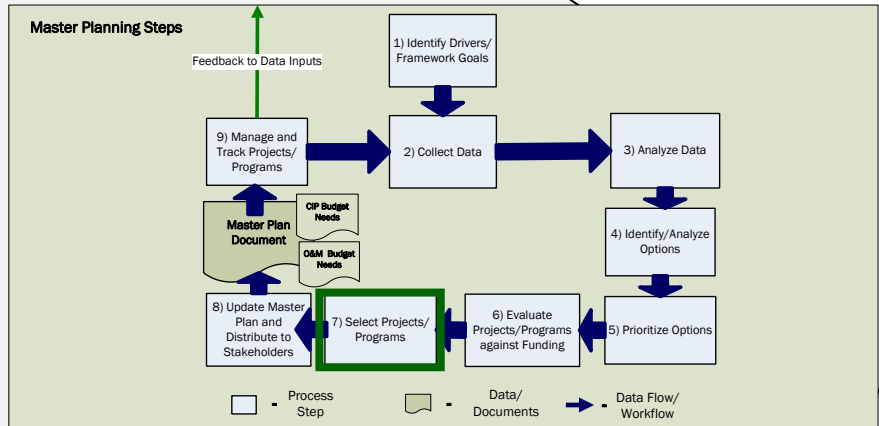 Master Planning Steps
Feedback to Data Inputs
1) Identify Drivers/
Framework Goals
9) Manage and
Track Projects/
Programs
2) Collect Data
3) Analyze Data
CIP Budget
Needs
Master Plan
Document
O&M Budget
Needs
4) Identify/Analyze
Options
8) Update Master
Plan and
Distribute to
Stakeholders
7) Select Projects/
Programs
6) Evaluate
Projects/Programs
against Funding
5) Prioritize Options
- Process
Step
- Data/
Documents
- Data Flow/
Workflow